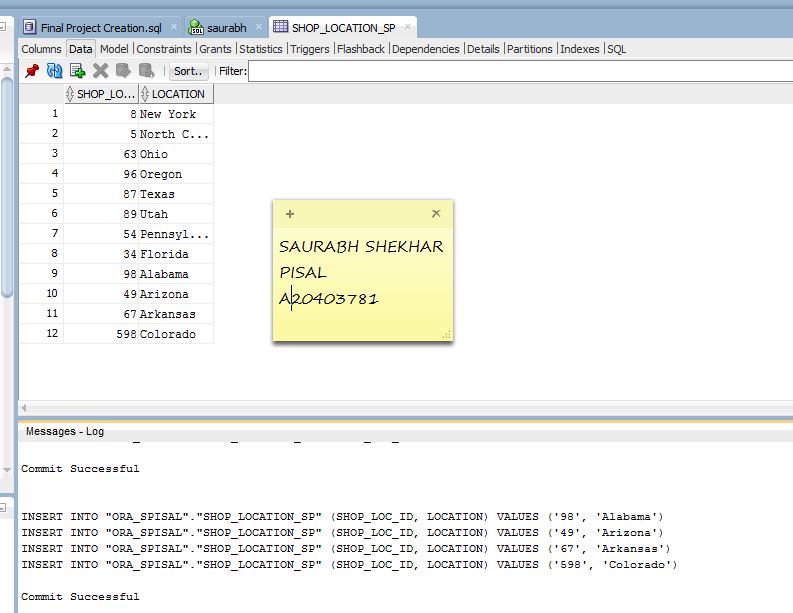 Final Project Creation.sql saurabh SHOP_LOCATION_SP
Columns Data Model Constraints Grants Statistics Triggers Flashback Dependencies Details Partitions Indexes SQL
Sort.. Filter:
SHOP_LO... LOCATION
1 8 New York
2 5 North C...
3 63 Ohio
4 96 Oregon
5 87 Texas
6 89 Utah
7 54 Pennsyl...
8 34 Florida
9 98 Alabama
10 49 Arizona
11 67 Arkansas
12 598 Colorado
SAURABH SHEKHAR
PISAL
A20403781
Messages - Log
Commit Successful
INSERT INTO "ORA_SPISAL"."SHOP_LOCATION_SP" (SHOP_LOC_ID, LOCATION) VALUES ('98', 'Alabama')
INSERT INTO "ORA_SPISAL"."SHOP_LOCATION_SP" (SHOP_LOC_ID, LOCATION) VALUES ('49', 'Arizona')
INSERT INTO "ORA_SPISAL"."SHOP_LOCATION_SP" (SHOP_LOC_ID, LOCATION) VALUES ('67', 'Arkansas')
INSERT INTO "ORA_SPISAL"."SHOP_LOCATION_SP" (SHOP_LOC_ID, LOCATION) VALUES ('598', 'Colorado')
Commit Successful